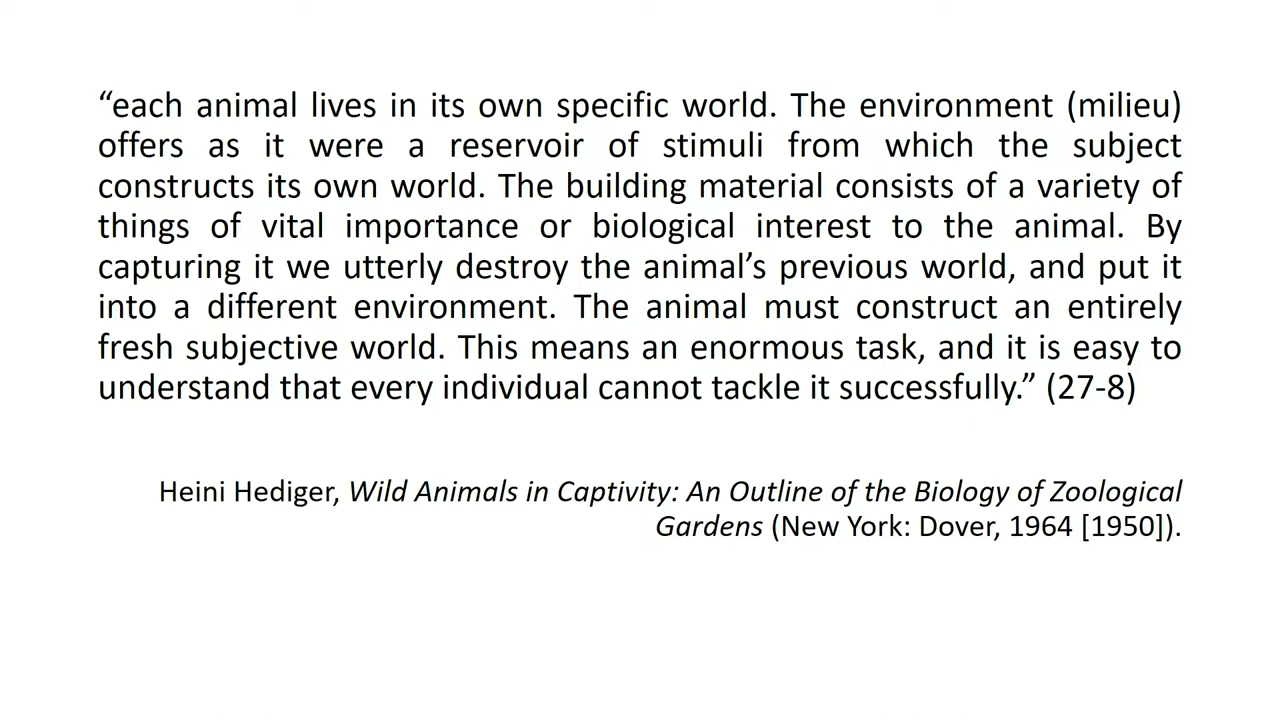 “each animal lives in its own specific world. The environment (milieu)
offers as it were a reservoir of stimuli from which the subject
constructs its own world. The building material consists of a variety of
things of vital importance or biological interest to the animal. By
capturing it we utterly destroy the animal’s previous world, and put it
into a different environment. The animal must construct an entirely
fresh subjective world. This means an enormous task, and it is easy to
understand that every individual cannot tackle it successfully.” (27-8)
Heini Hediger, Wild Animals in Captivity: An Outline of the Biology of Zoological
Gardens (New York: Dover, 1964 [1950]).